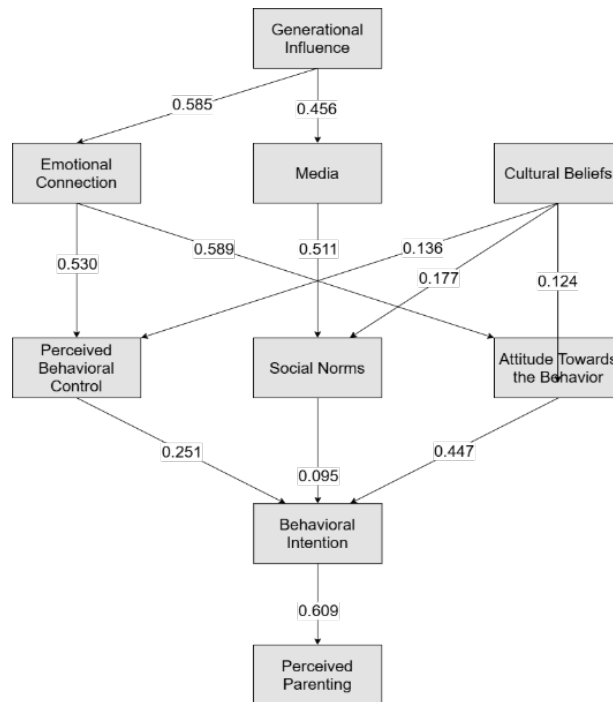 Generational
Influence
0.585
0.456
Emotional
Connection
Media
Cultural Beliefs
0.530
0.589
0.511
0.136
0.177
0.124
Perceived
Behavioral
Control
Social Norms
Attitude Towards
the Behavior
0.251
0.095
0.447
Behavioral
Intention
0.609
Perceived
Parenting